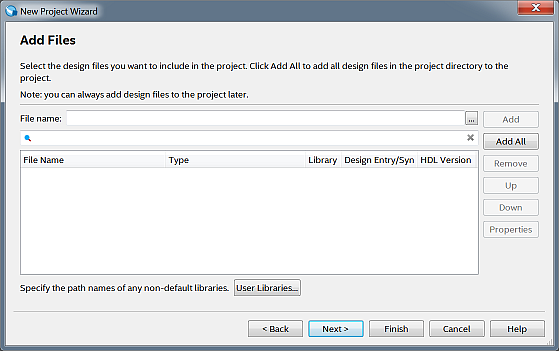 New Project Wizard
Add Files
Select the design files you want to include in the project. Click Add All to add all design files in the project directory to the
project.
Note: you can always add design files to the project later.
File name: ... Add
Add All
File Name Type Library Design Entry/Syn HDL Version
Remove
Up
Down
Properties
Specify the path names of any non-default libraries. User Libraries...
< Back Next > Finish Cancel Help